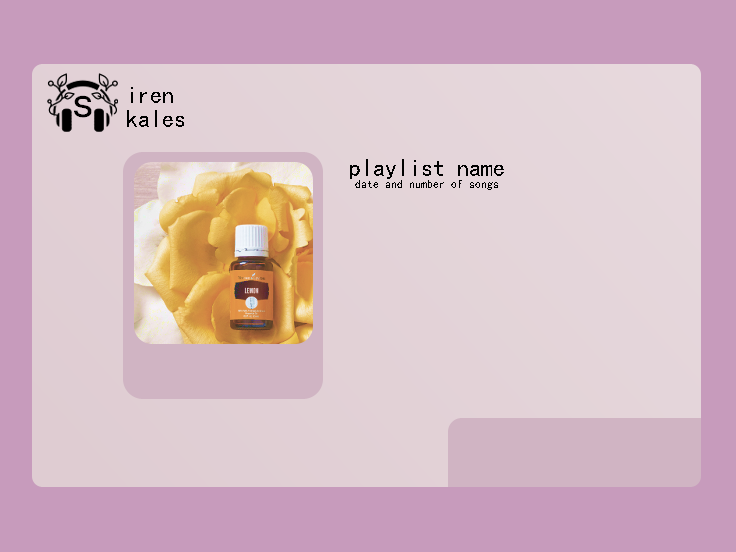 S
iren
kales
playlist name
date and number of songs
LEMON